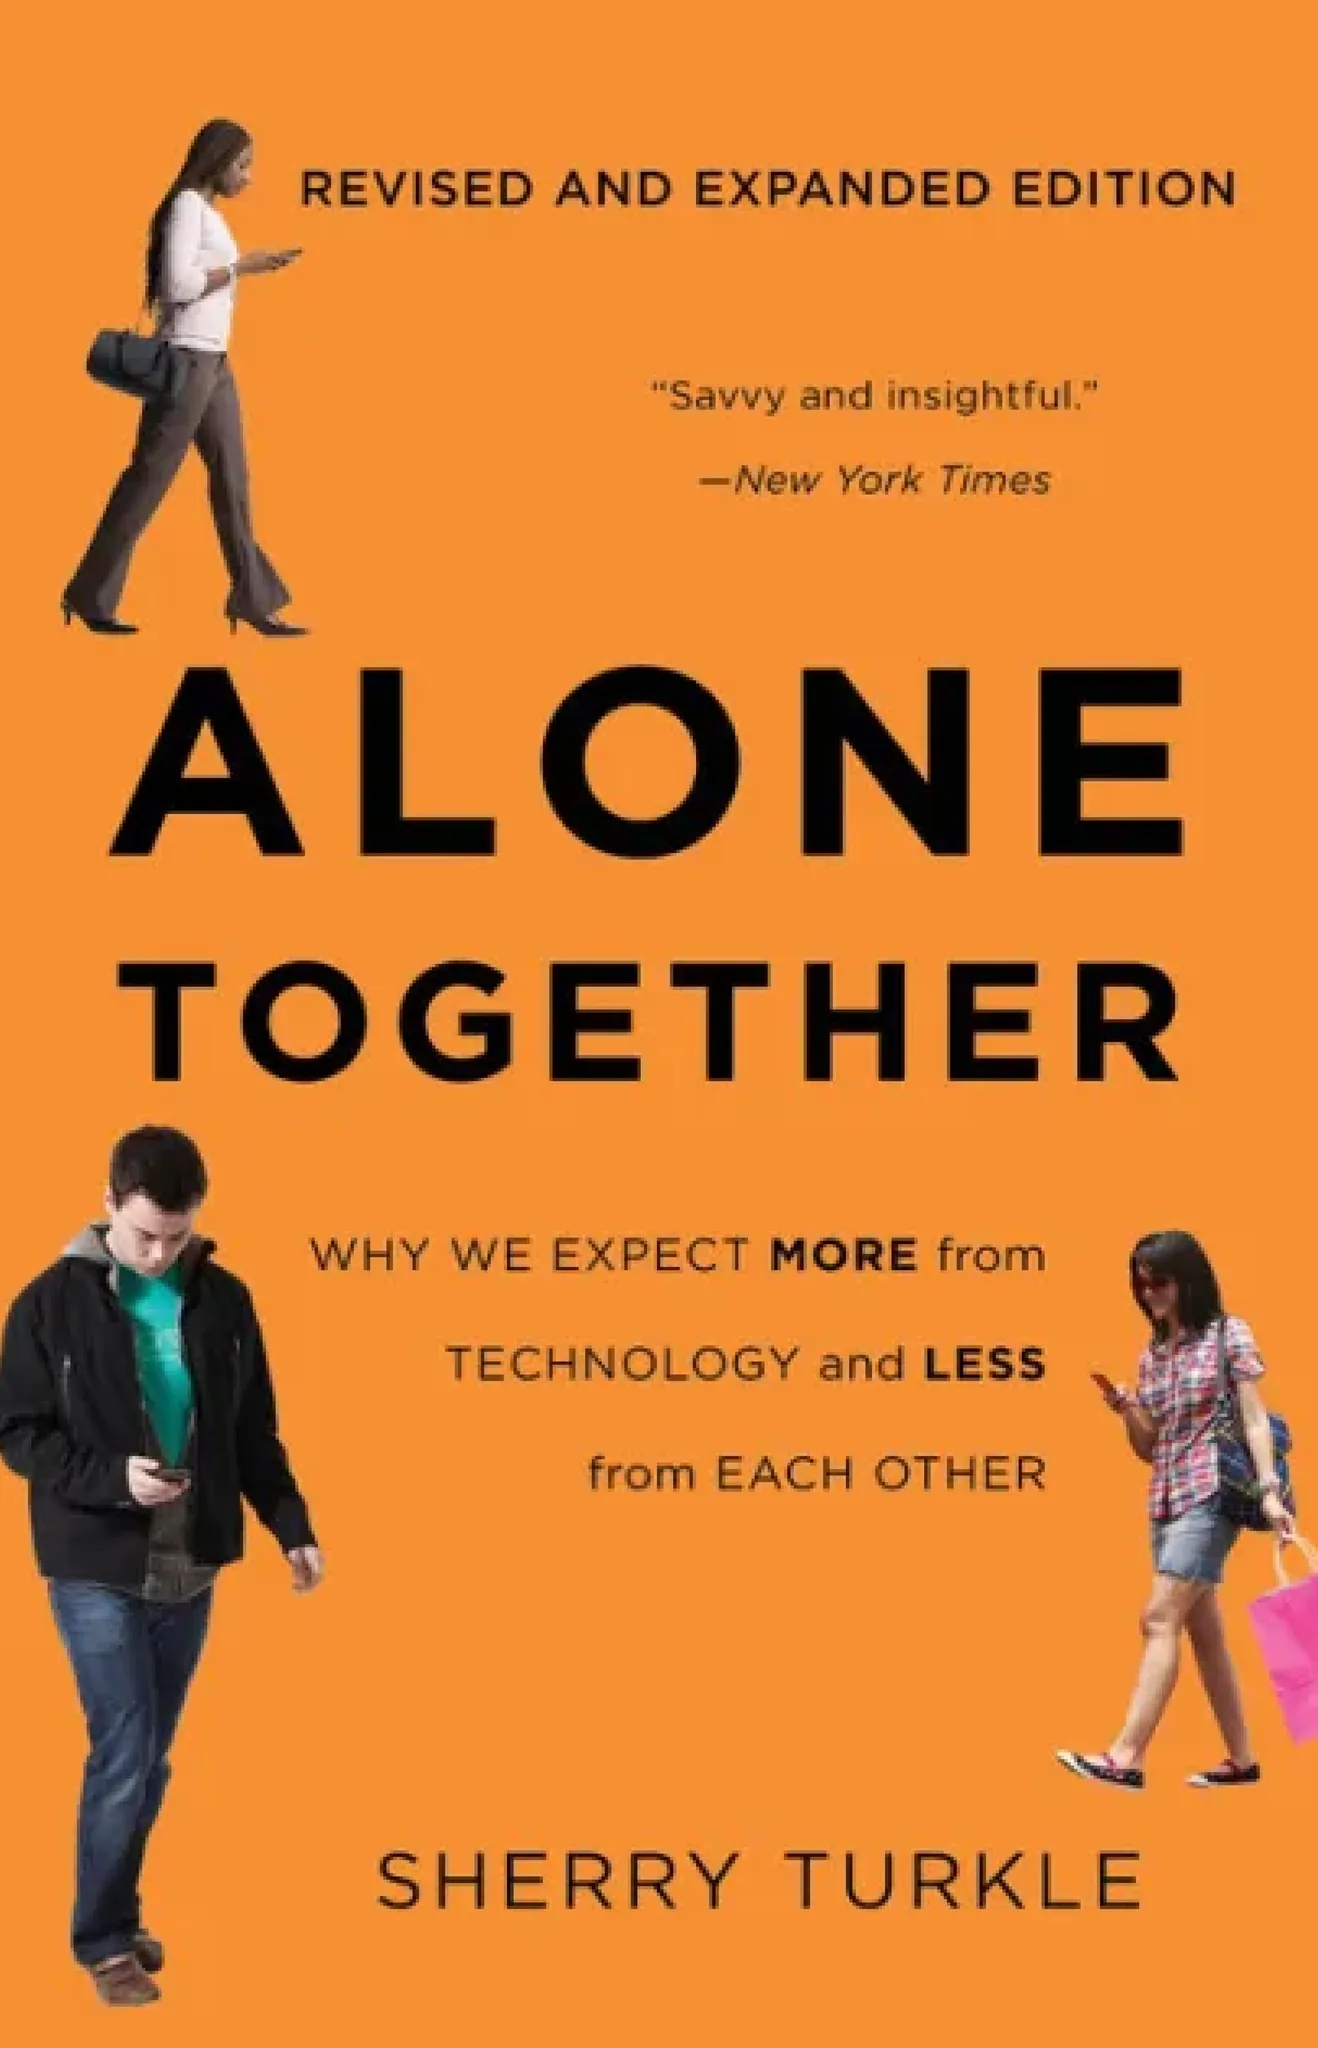 REVISED AND EXPANDED EDITION
“Savvy and insightful.”
—New York Times
ALONE
TOGETHER
WHY WE EXPECT MORE from
TECHNOLOGY and LESS
from EACH OTHER
SHERRY TURKLE